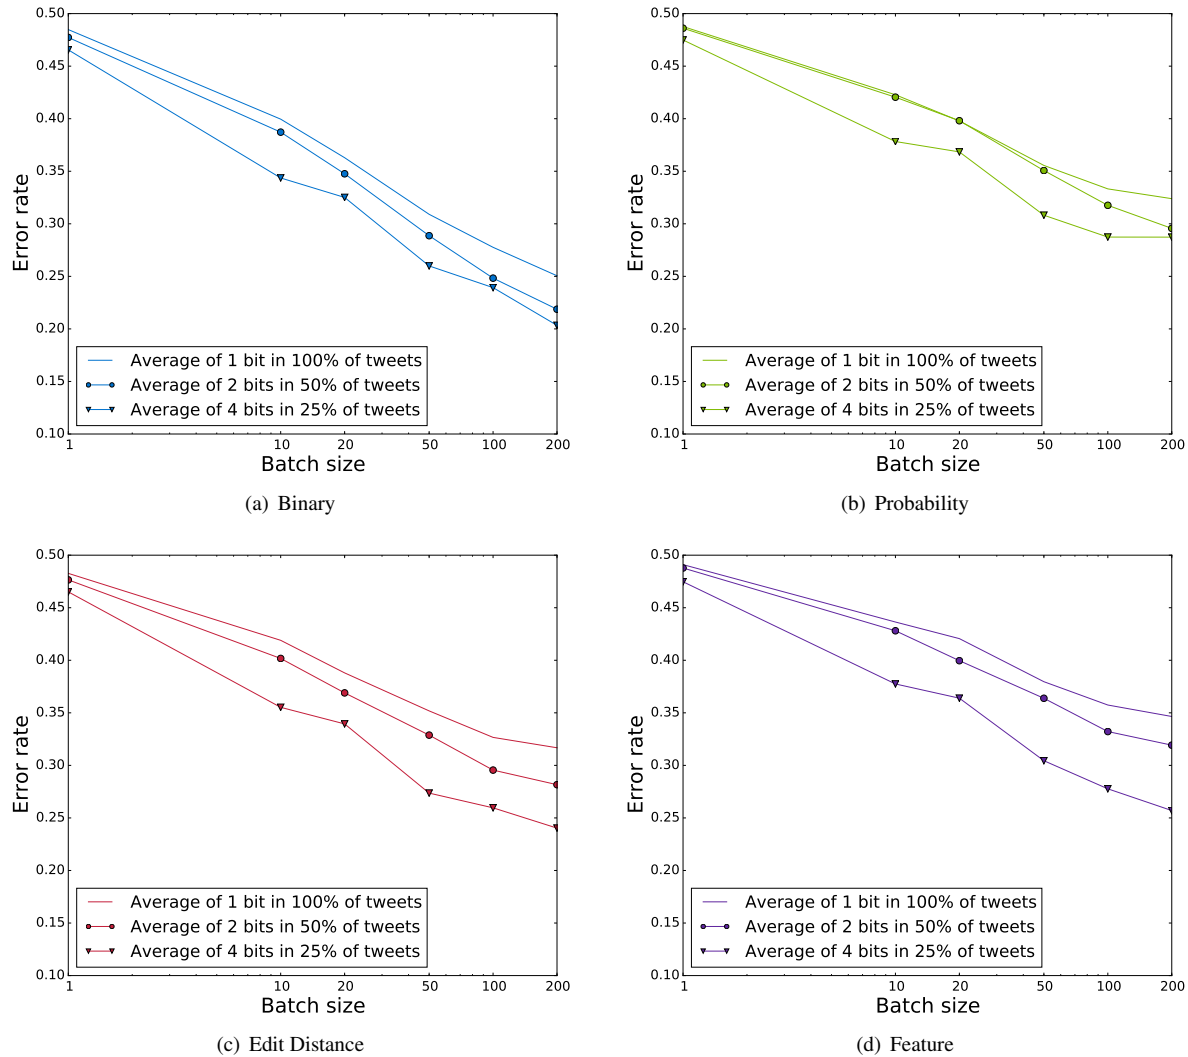 0.50
0.45
0.40
0.35
0.30
0.25
0.20
0.15
0.10
Error rate
Average of 1 bit in 100% of tweets
Average of 2 bits in 50% of tweets
Average of 4 bits in 25% of tweets
1 10 20 50 100 200
Batch size
(a) Binary
0.50
0.45
0.40
0.35
0.30
0.25
0.20
0.15
0.10
Error rate
Average of 1 bit in 100% of tweets
Average of 2 bits in 50% of tweets
Average of 4 bits in 25% of tweets
1 10 20 50 100 200
Batch size
(b) Probability
0.50
0.45
0.40
0.35
0.30
0.25
0.20
0.15
0.10
Error rate
Average of 1 bit in 100% of tweets
Average of 2 bits in 50% of tweets
Average of 4 bits in 25% of tweets
1 10 20 50 100 200
Batch size
(c) Edit Distance
0.50
0.45
0.40
0.35
0.30
0.25
0.20
0.15
0.10
Error rate
Average of 1 bit in 100% of tweets
Average of 2 bits in 50% of tweets
Average of 4 bits in 25% of tweets
1 10 20 50 100 200
Batch size
(d) Feature